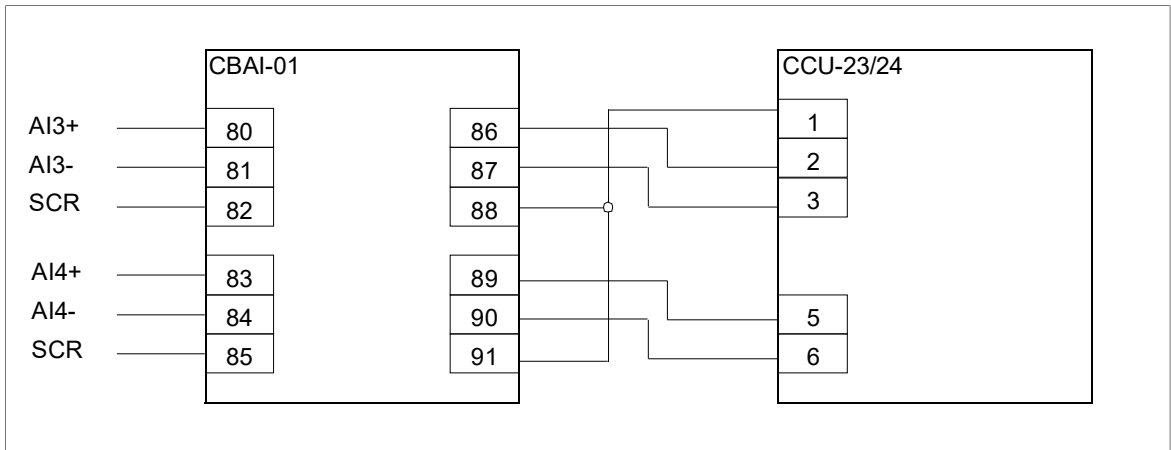 CBAI-01 CCU-23/24
AI3+ 80 86 1
AI3- 81 87 2
SCR 82 88 3
AI4+ 83 89
AI4- 84 90 5
SCR 85 91 6